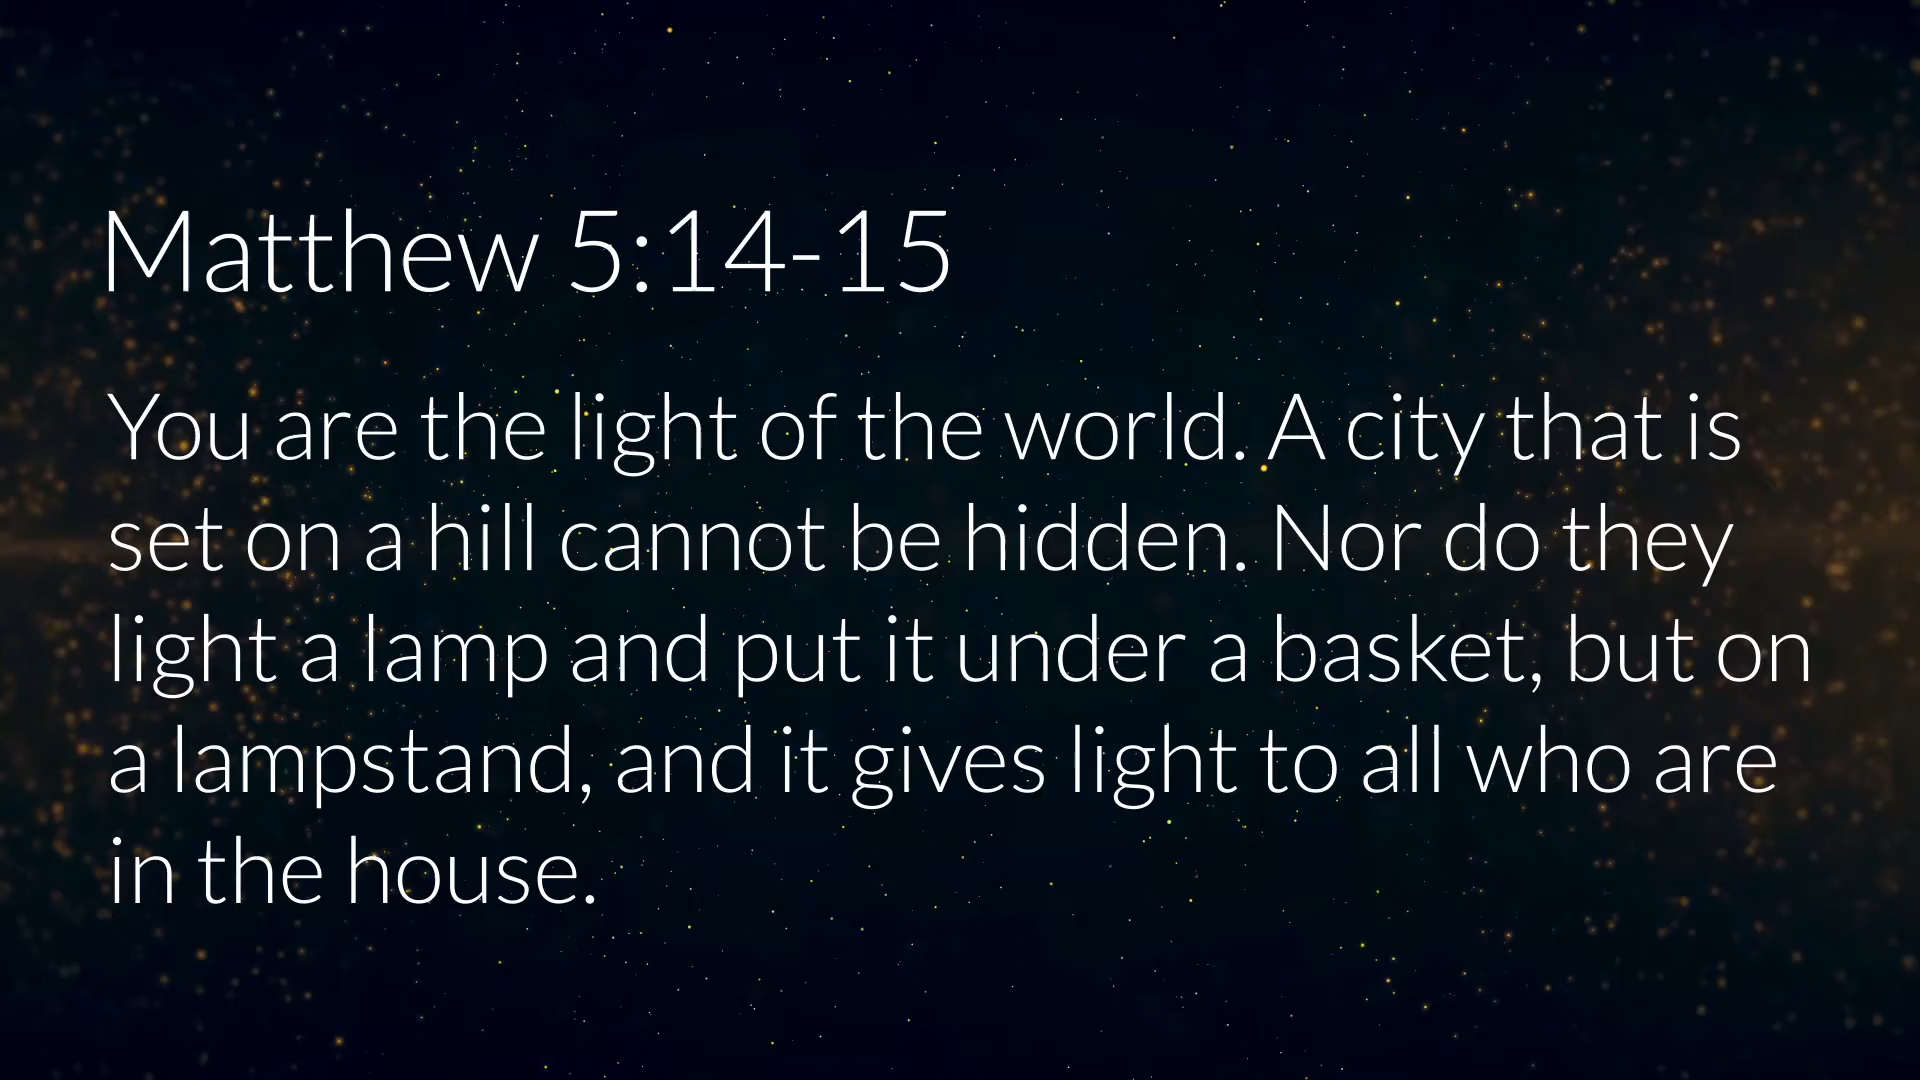 Matthew 5:14-15
You are the light of the world. A city that is
set on a hill cannot be hidden. Nor do they
light a lamp and put it under a basket, but on
a lampstand, and it gives light to all who are
in the house.